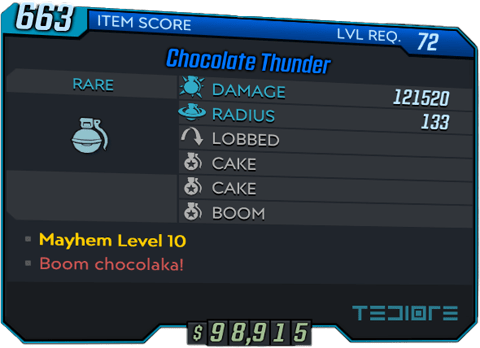 663 ITEM SCORE LVL REQ. 72
Chocolate Thunder
RARE
DAMAGE 121520
RADIUS 133
LOBBED
CAKE
CAKE
BOOM
Mayhem Level 10
Boom chocolaka!
TEDIORE
$98,915